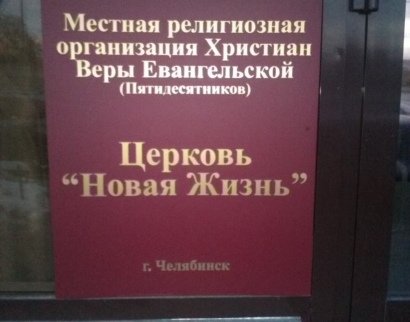 Местная религиозная
организация Христиан
Веры Евангельской
(Пятидесятников)
Церковь
“Новая Жизнь”
г. Челябинск